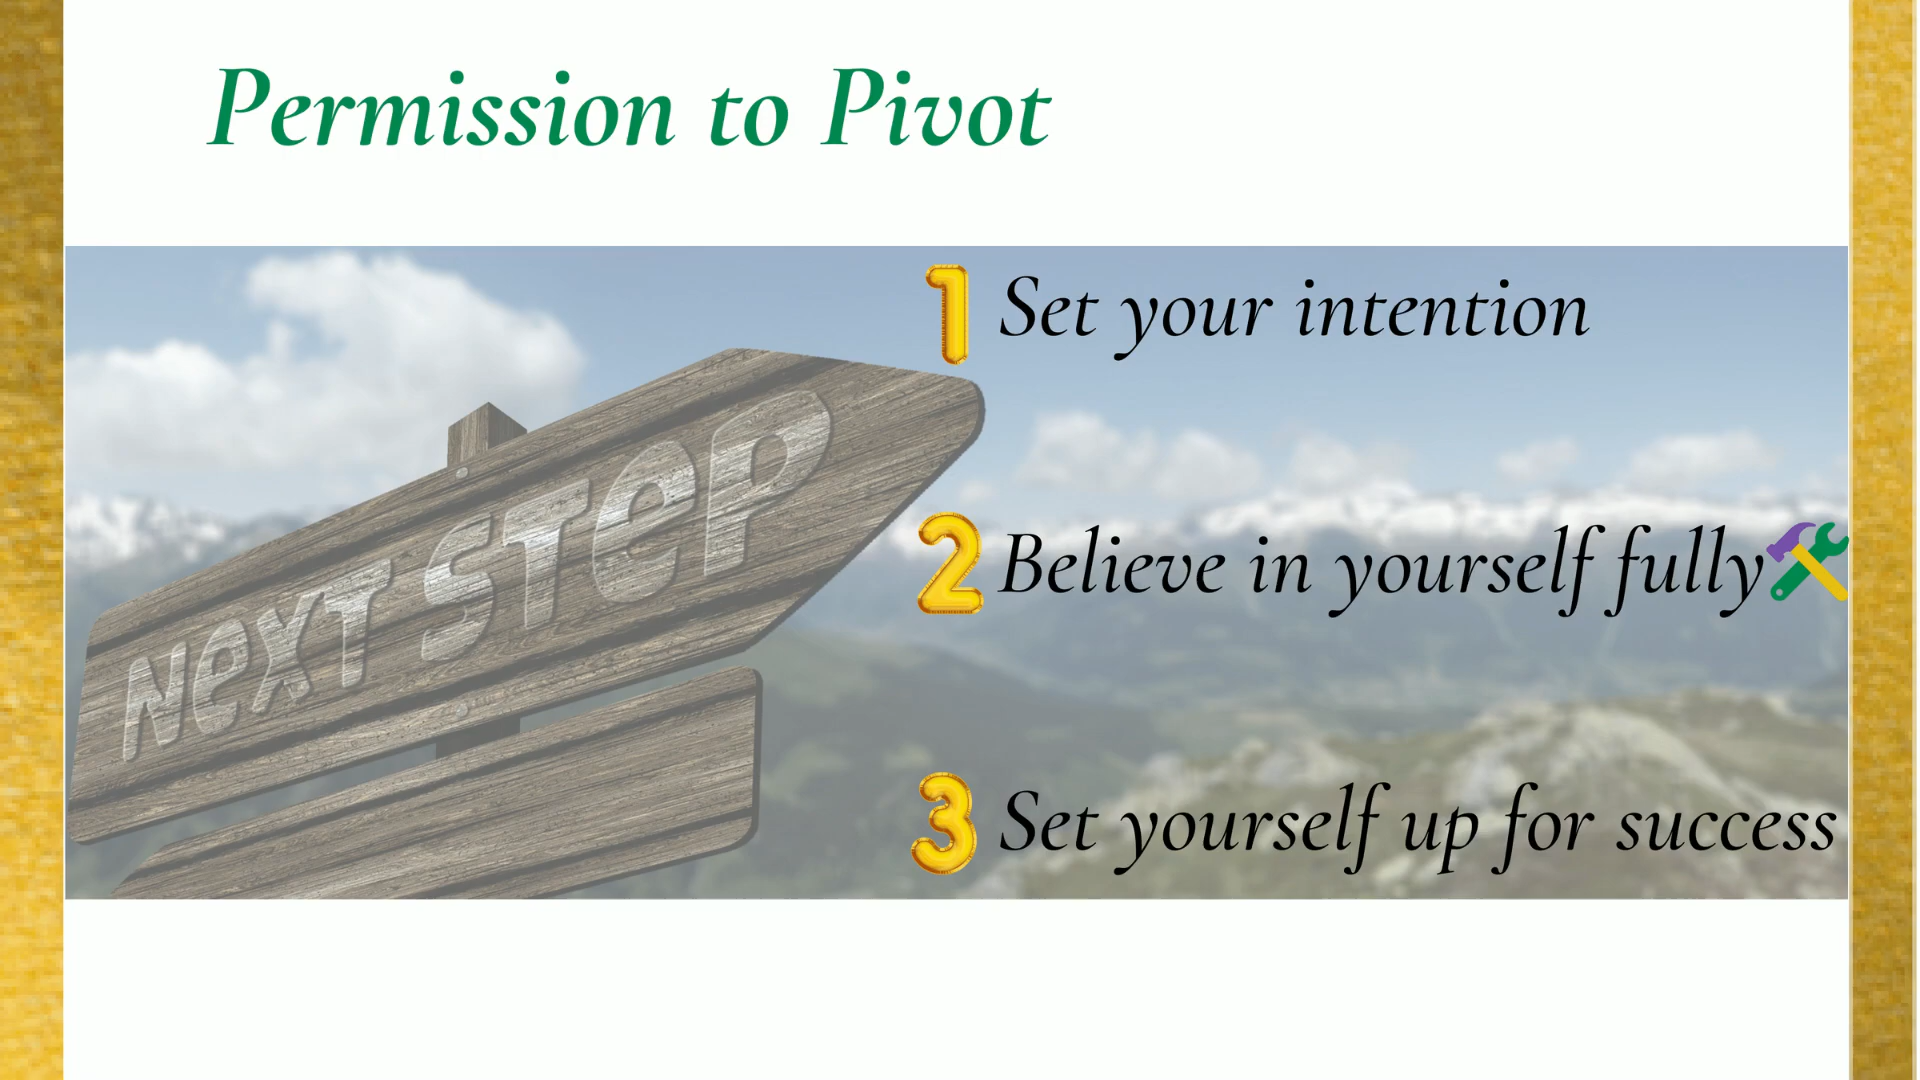 Permission to Pivot
1 Set your intention
NeXT STeP
2 Believe in yourself fully
3 Set yourself up for success